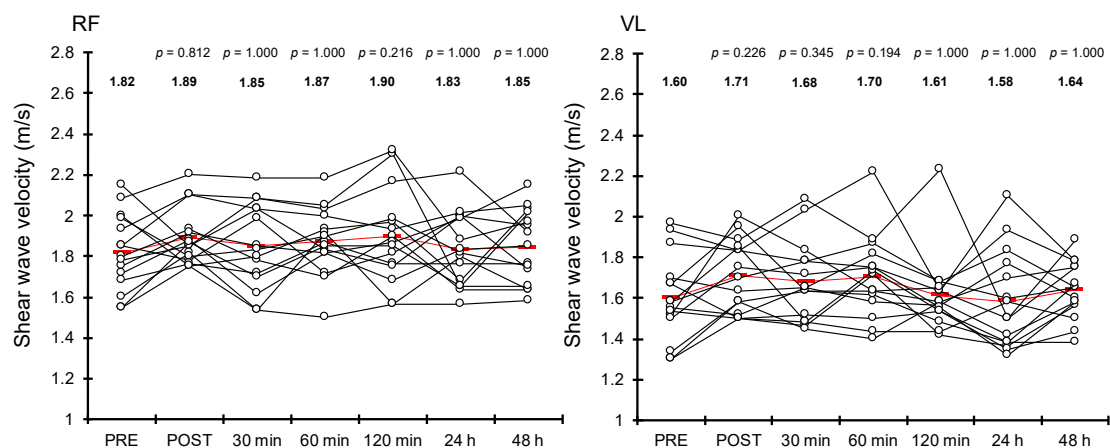 RF
p = 0.812 p = 1.000 p = 1.000 p = 0.216 p = 1.000 p = 1.000
1.82 1.89 1.85 1.87 1.90 1.83 1.85
Shear wave velocity (m/s)
2.8
2.6
2.4
2.2
2
1.8
1.6
1.4
1.2
1
PRE POST 30 min 60 min 120 min 24 h 48 h
VL
p = 0.226 p = 0.345 p = 0.194 p = 1.000 p = 1.000 p = 1.000
1.60 1.71 1.68 1.70 1.61 1.58 1.64
Shear wave velocity (m/s)
2.8
2.6
2.4
2.2
2
1.8
1.6
1.4
1.2
1
PRE POST 30 min 60 min 120 min 24 h 48 h